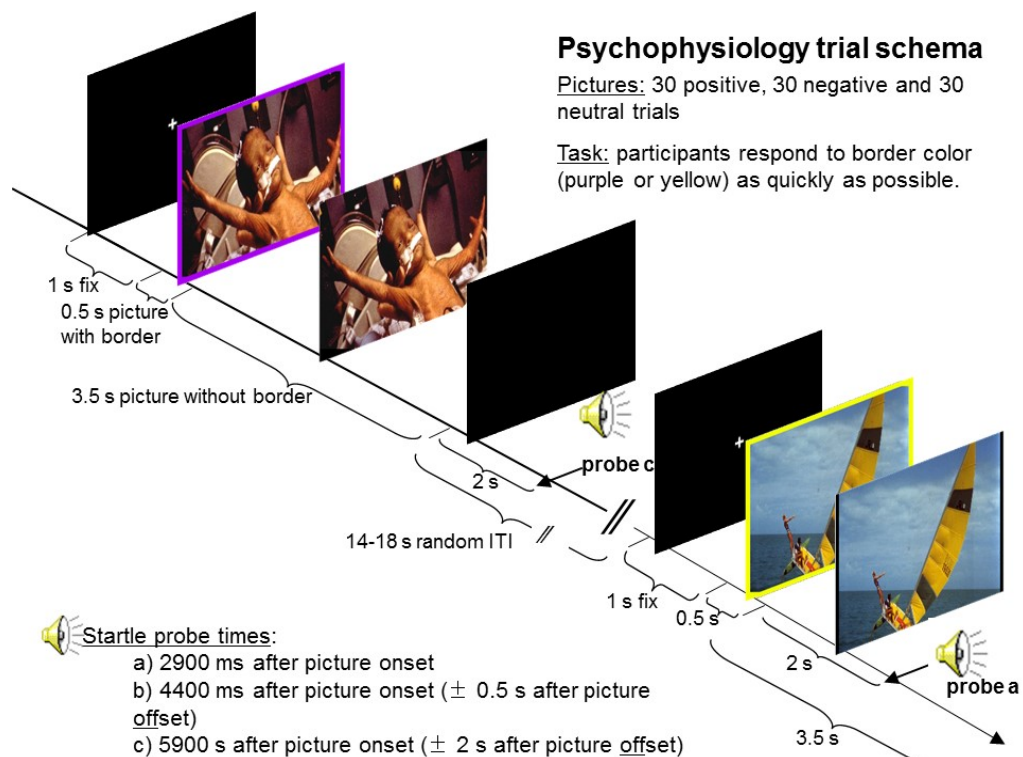 Psychophysiology trial schema
Pictures: 30 positive, 30 negative and 30
neutral trials
Task: participants respond to border color
(purple or yellow) as quickly as possible.
1 s fix
0.5 s picture
with border
3.5 s picture without border
2 s
probe c
14-18 s random ITI
1 s fix
0.5 s
2 s
probe a
3.5 s
Startle probe times:
a) 2900 ms after picture onset
b) 4400 ms after picture onset (± 0.5 s after picture
offset)
c) 5900 s after picture onset (± 2 s after picture offset)